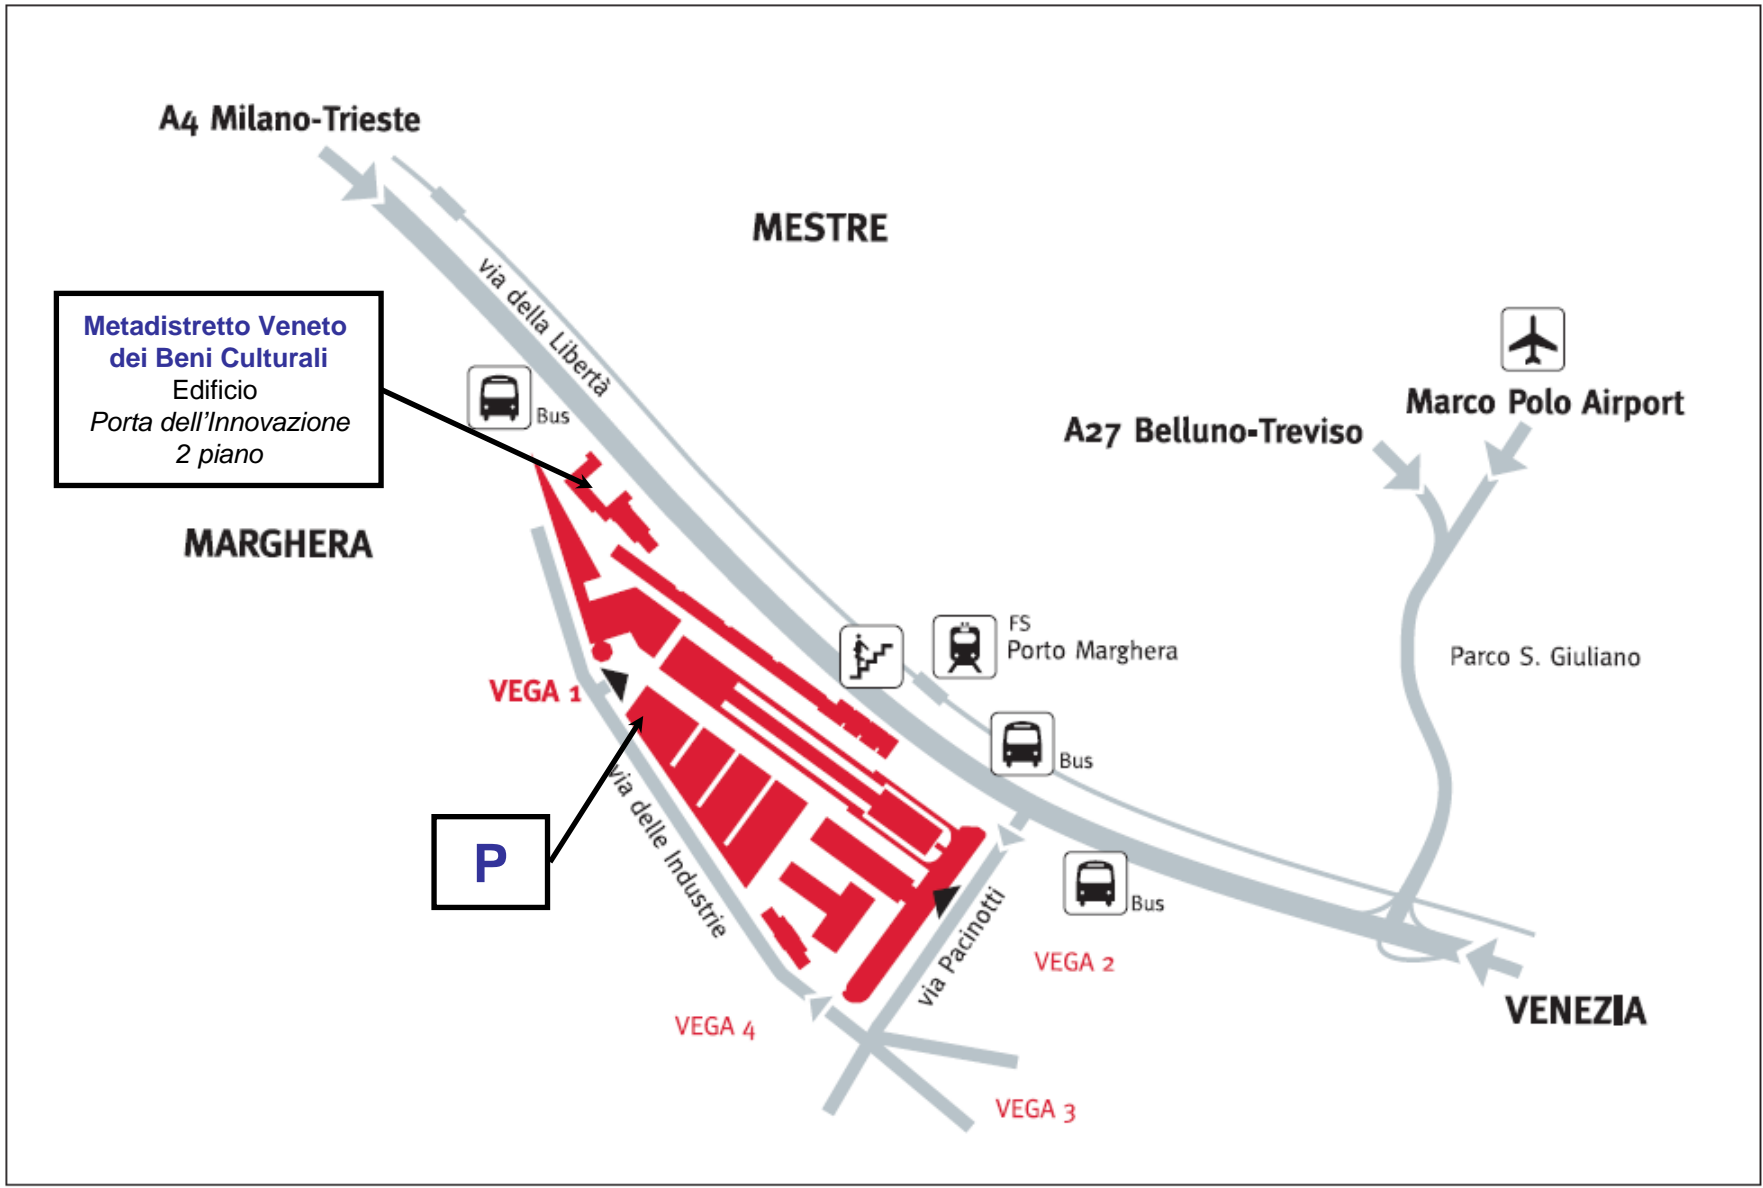 A4 Milano-Trieste
MESTRE
via della Libertà
Metadistretto Veneto
dei Beni Culturali
Edificio
Porta dell'Innovazione
2 piano
Bus
Marco Polo Airport
A27 Belluno-Treviso
MARGHERA
FS
Porto Marghera
Parco S. Giuliano
VEGA 1
Bus
via delle Industrie
P
Bus
via Pacinotti
VEGA 2
VENEZIA
VEGA 4
VEGA 3